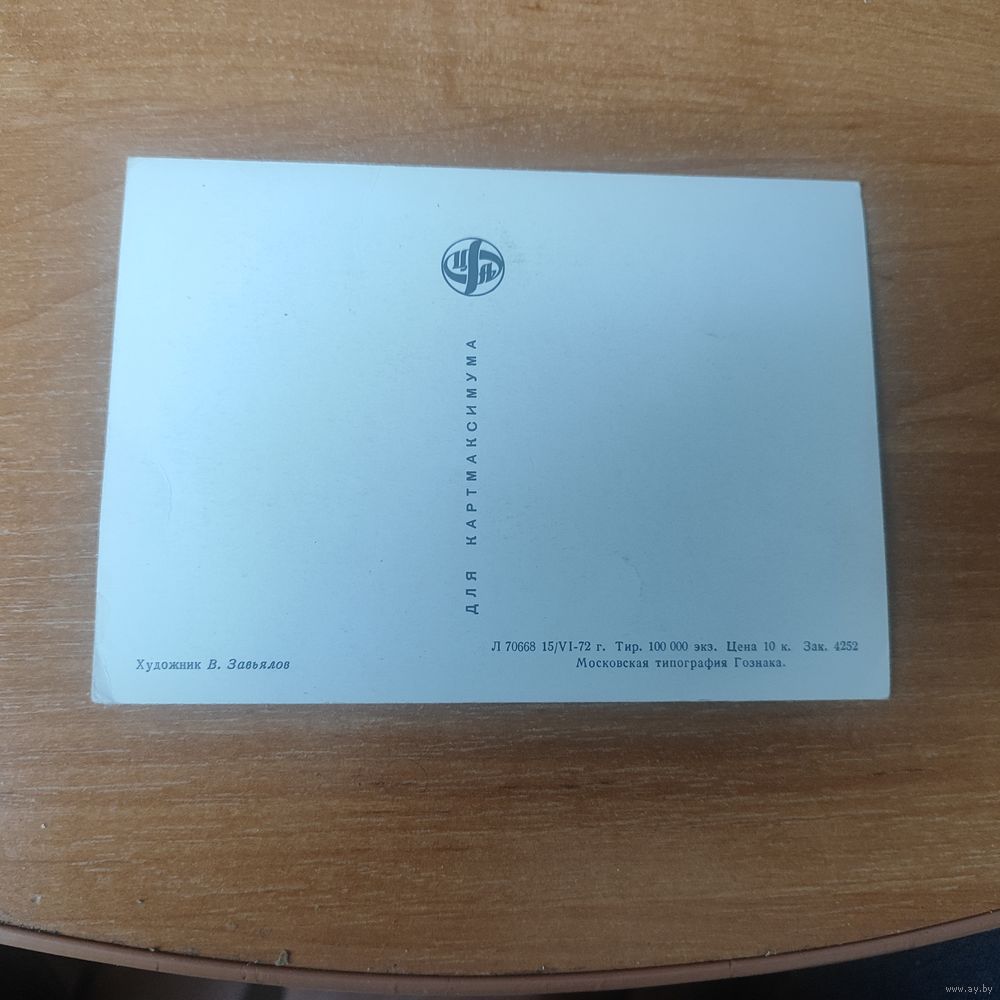 ЦФА
ДЛЯ КАРТМАКСИМУМА
Художник В. Завьялов
Л 70668 15/VI-72 г. Тир. 100 000 экз. Цена 10 к. Зак. 4252
Московская типография Гознака.
www.ay.by